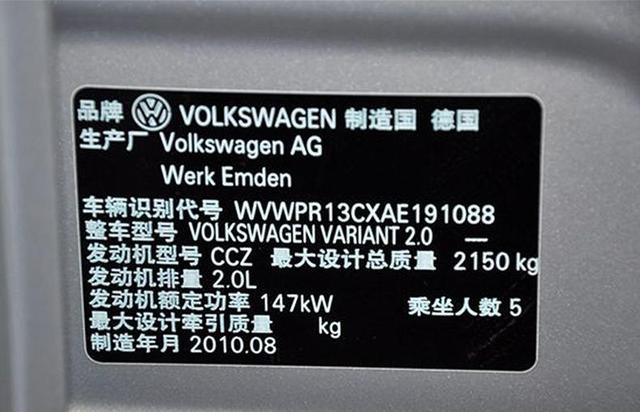 品牌 VOLKSWAGEN 制造国 德国
生产厂 Volkswagen AG
Werk Emden
车辆识别代号 WVWPR13CXAE191088
整车型号 VOLKSWAGEN VARIANT 2.0 —
发动机型号 CCZ 最大设计总质量 2150 kg
发动机排量 2.0L
发动机额定功率 147kW 乘坐人数 5
最大设计牵引质量 kg
制造年月 2010.08